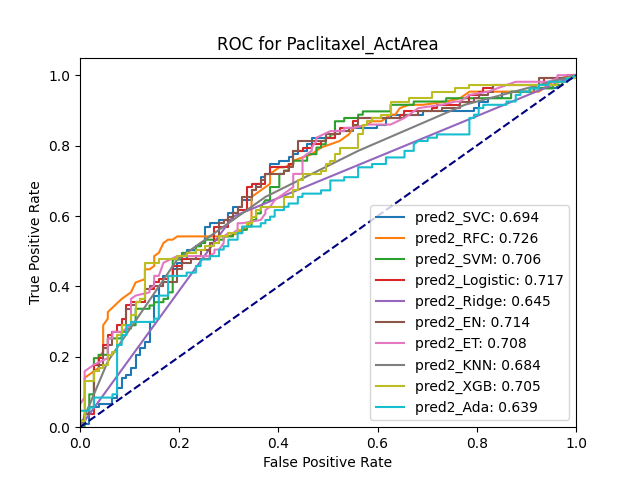 ROC for Paclitaxel_ActArea
True Positive Rate
1.0
0.8
0.6
0.4
0.2
0.0
pred2_SVC: 0.694
pred2_RFC: 0.726
pred2_SVM: 0.706
pred2_Logistic: 0.717
pred2_Ridge: 0.645
pred2_EN: 0.714
pred2_ET: 0.708
pred2_KNN: 0.684
pred2_XGB: 0.705
pred2_Ada: 0.639
0.0 0.2 0.4 0.6 0.8 1.0
False Positive Rate